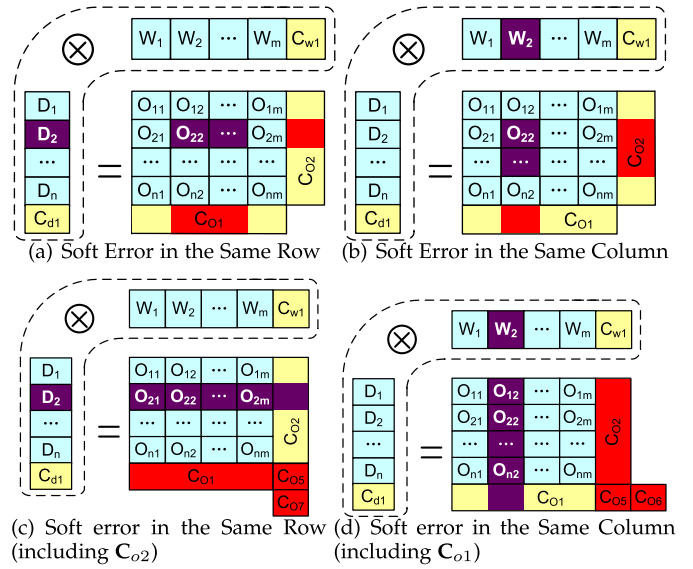 ⊗ W1 W2 ··· Wm Cw1
D1 O11 O12 ··· O1m
D2 O21 O22 ··· O2m
··· = ··· ··· ··· ··· CO2
Dn On1 On2 ··· Onm
Cd1 CO1
(a) Soft Error in the Same Row
⊗ W1 W2 ··· Wm Cw1
D1 O11 O12 ··· O1m
D2 O21 O22 ··· O2m
··· = ··· ··· ··· ··· CO2
Dn On1 On2 ··· Onm
Cd1 CO1
(b) Soft Error in the Same Column
⊗ W1 W2 ··· Wm Cw1
D1 O11 O12 ··· O1m
D2 O21 O22 ··· O2m
··· = ··· ··· ··· ··· CO2
Dn On1 On2 ··· Onm
Cd1 CO1 CO5
CO7
(c) Soft error in the Same Row
(including Co2)
⊗ W1 W2 ··· Wm Cw1
D1 O11 O12 ··· O1m
D2 O21 O22 ··· O2m
··· = ··· ··· ··· ··· CO2
Dn On1 On2 ··· Onm
Cd1 CO1 CO5 CO6
(d) Soft error in the Same Column
(including Co1)